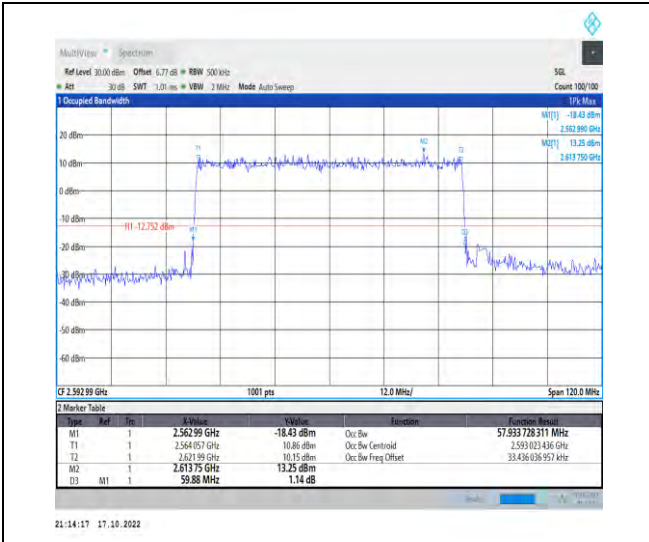 MultiView Spectrum
Ref Level 30.00 dBm Offset 6.77 dB RBW 500 kHz SGL
Att 30 dB SWT 1.01 ms VBW 2 MHz Mode Auto Sweep Count 100/100
1 Occupied Bandwidth 1Pk Max
M1[1] -18.43 dBm
2.562 990 GHz
M2[1] 13.25 dBm
2.613 750 GHz
20 dBm
M2
T1
T2
10 dBm
0 dBm
-10 dBm
H1 -12.752 dBm
M1
D3
-20 dBm
-30 dBm
-40 dBm
-50 dBm
-60 dBm
CF 2.592 99 GHz 1001 pts 12.0 MHz/ Span 120.0 MHz
2 Marker Table
Type Ref Trc X-Value Y-Value Function Function Result
M1 1 2.562 99 GHz -18.43 dBm Occ Bw 57.933 728 311 MHz
T1 1 2.564 057 GHz 10.86 dBm Occ Bw Centroid 2.593 023 436 GHz
T2 1 2.621 99 GHz 10.15 dBm Occ Bw Freq Offset 33.436 036 957 kHz
M2 1 2.613 75 GHz 13.25 dBm
D3 M1 1 59.88 MHz 1.14 dB
21:14:17 17.10.2022